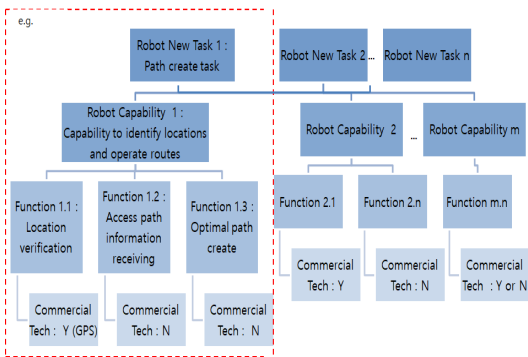 e.g.
Robot New Task 1 :
Path create task
Robot New Task 2 ...
Robot New Task n
Robot Capability 1 :
Capability to identify locations
and operate routes
Robot Capability 2
...
Robot Capability m
Function 1.1 :
Location
verification
Function 1.2 :
Access path
information
receiving
Function 1.3 :
Optimal path
create
Function 2.1
Function 2.n
Function m.n
Commercial
Tech : Y (GPS)
Commercial
Tech : N
Commercial
Tech : N
Commercial
Tech : Y
Commercial
Tech : N
Commercial
Tech : Y or N